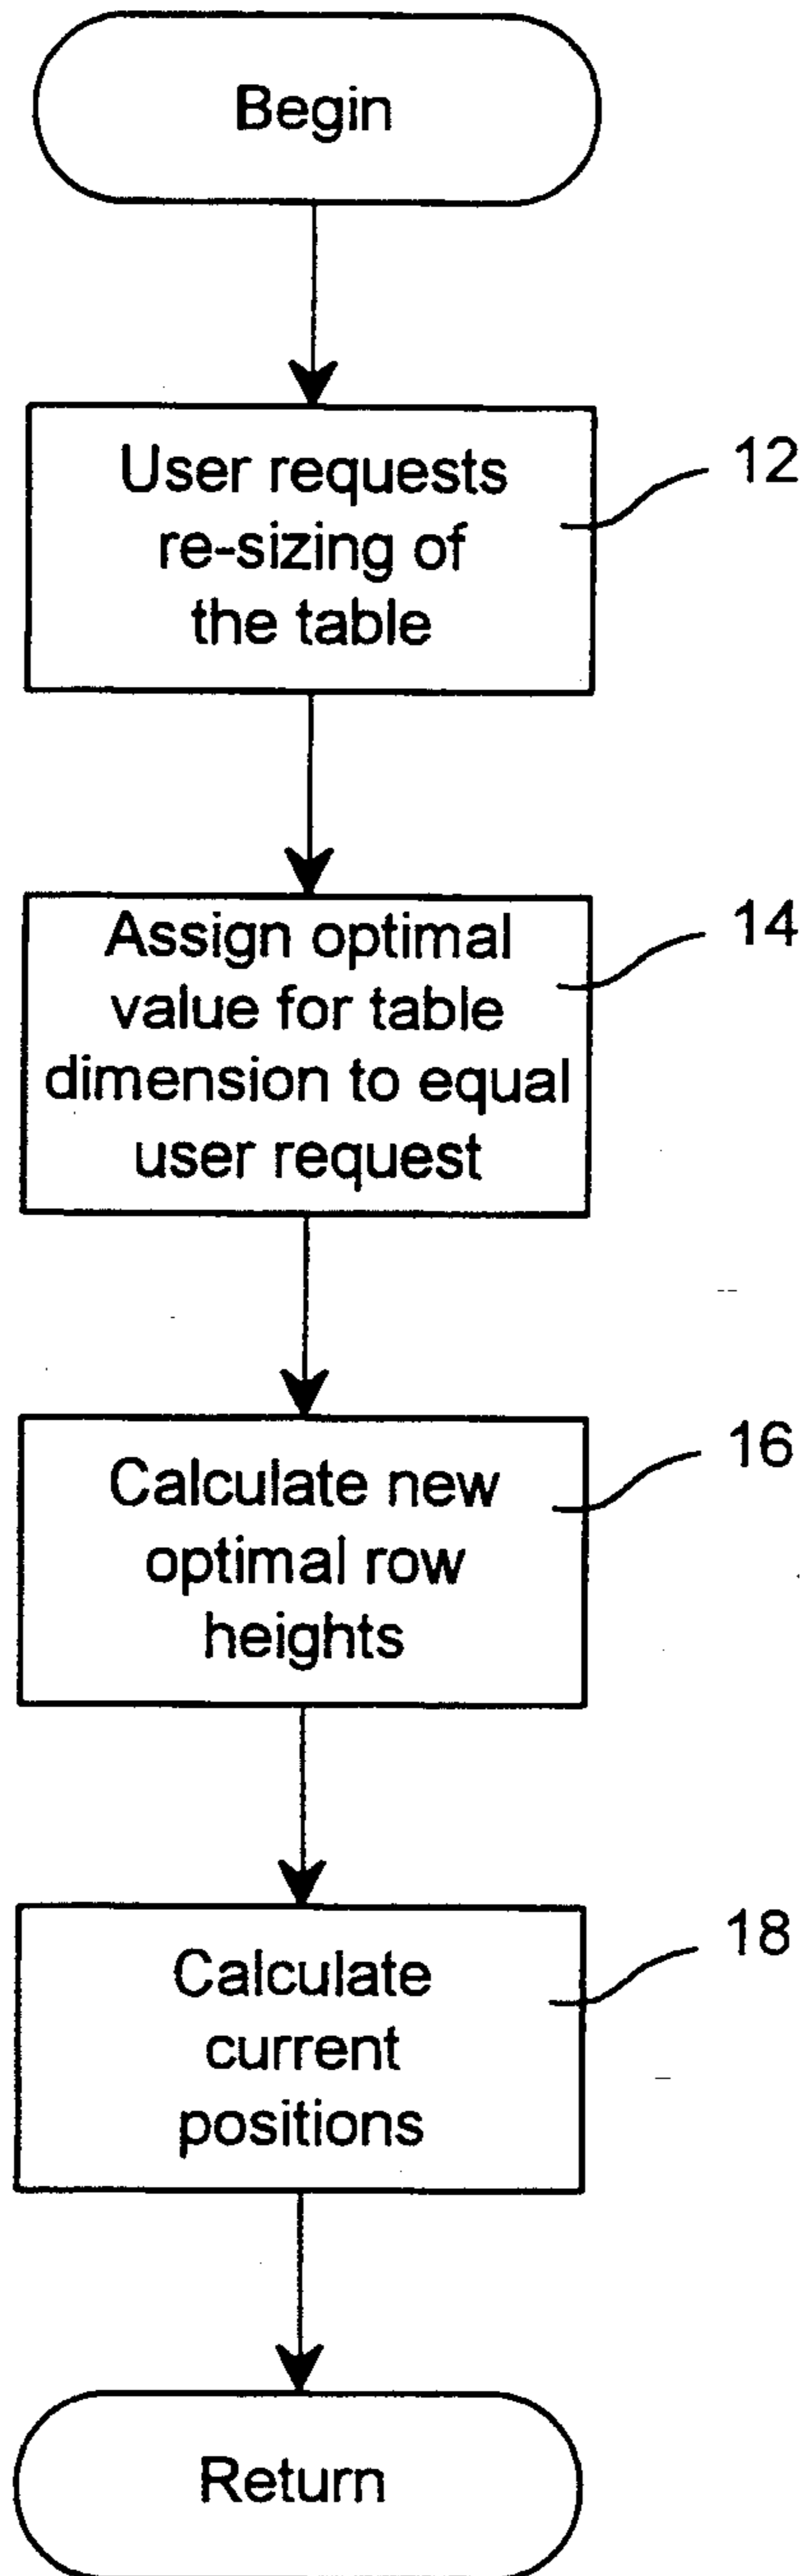 Begin
User requests
re-sizing of
the table
12
Assign optimal
value for table
dimension to equal
user request
14
Calculate new
optimal row
heights
16
Calculate
current
positions
18
Return